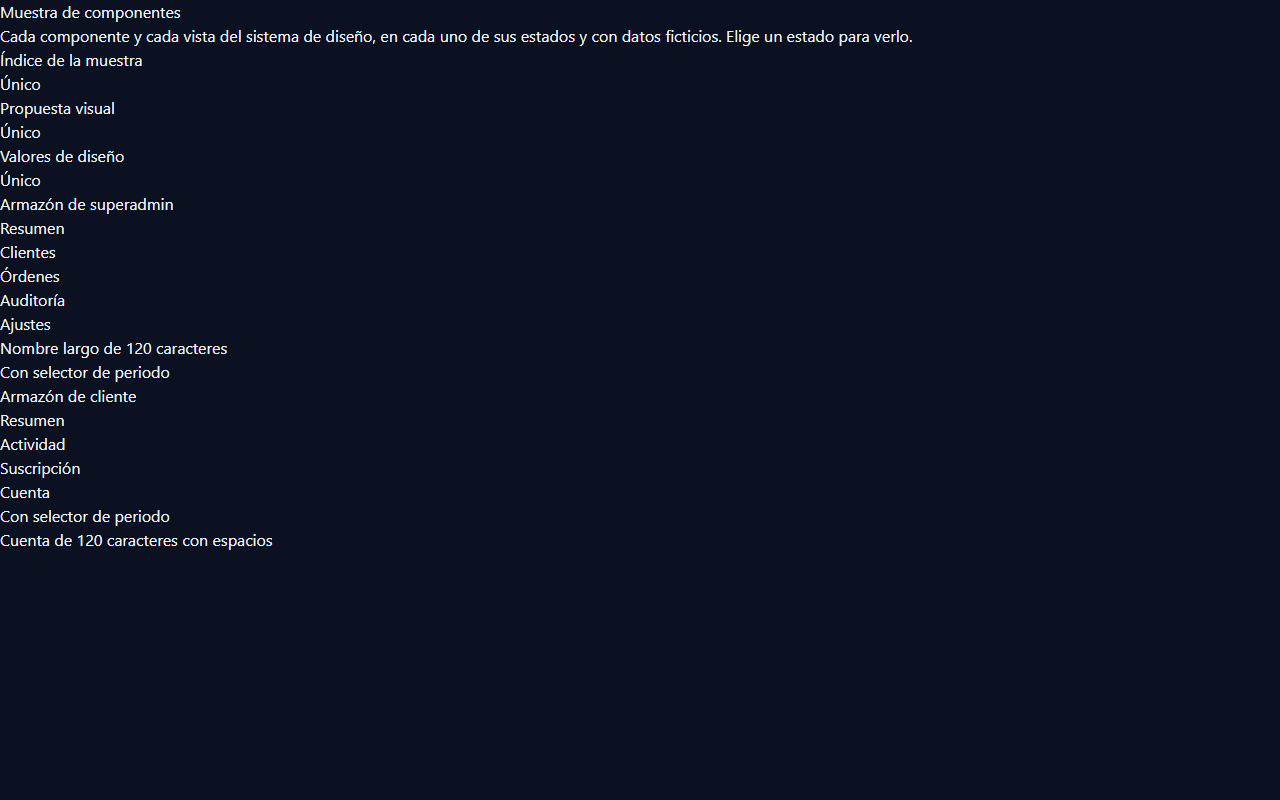 Muestra de componentes
Cada componente y cada vista del sistema de diseño, en cada uno de sus estados y con datos ficticios. Elige un estado para verlo.
Índice de la muestra
Único
Propuesta visual
Único
Valores de diseño
Único
Armazón de superadmin
Resumen
Clientes
Órdenes
Auditoría
Ajustes
Nombre largo de 120 caracteres
Con selector de periodo
Armazón de cliente
Resumen
Actividad
Suscripción
Cuenta
Con selector de periodo
Cuenta de 120 caracteres con espacios